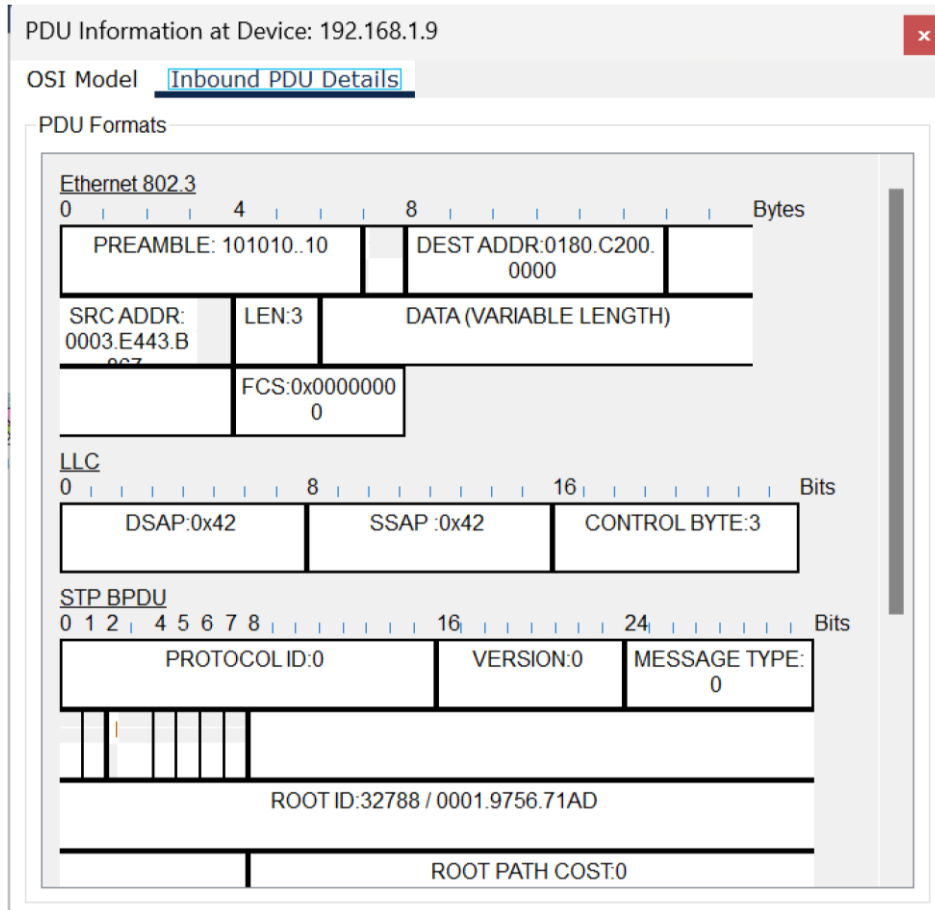 PDU Information at Device: 192.168.1.9
x
OSI Model Inbound PDU Details
PDU Formats
Ethernet 802.3
0 4 8 Bytes
PREAMBLE: 101010..10
DEST ADDR:0180.C200.
0000
SRC ADDR:
0003.E443.B
LEN:3
DATA (VARIABLE LENGTH)
FCS:0x0000000
0
LLC
0 8 16 Bits
DSAP:0x42 SSAP :0x42 CONTROL BYTE:3
STP BPDU
0 1 2 4 5 6 7 8 16 24 Bits
PROTOCOL ID:0 VERSION:0 MESSAGE TYPE:
0
ROOT ID:32788 / 0001.9756.71AD
ROOT PATH COST:0